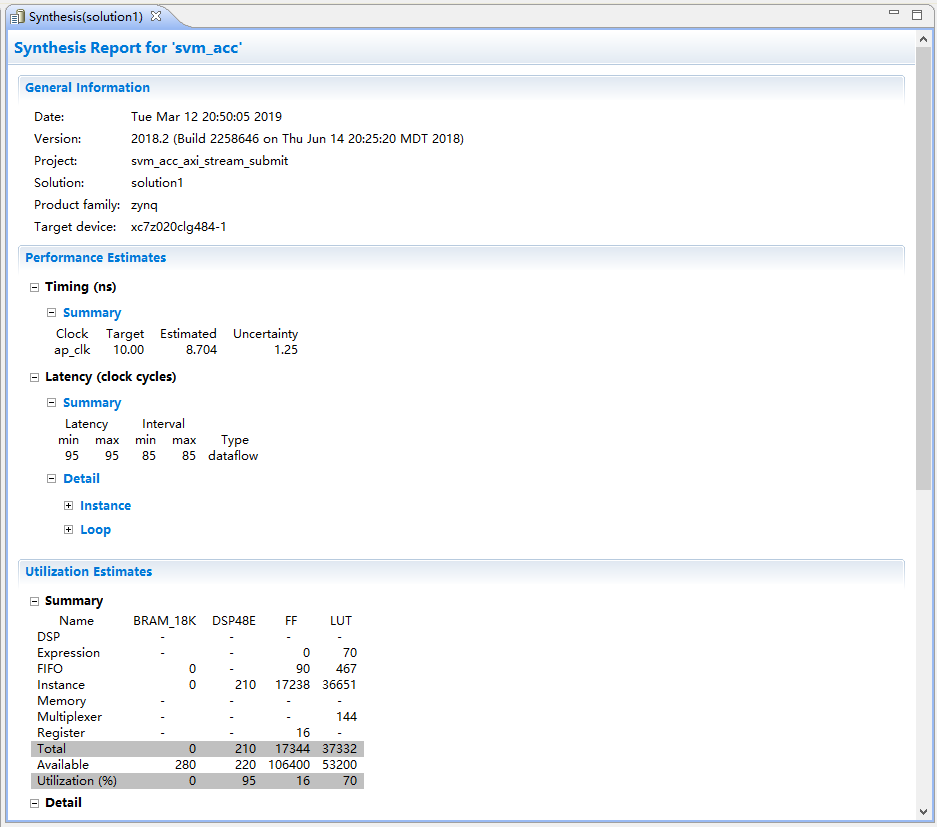 Synthesis(solution1)
Synthesis Report for 'svm_acc'
General Information
Date: Tue Mar 12 20:50:05 2019
Version: 2018.2 (Build 2258646 on Thu Jun 14 20:25:20 MDT 2018)
Project: svm_acc_axi_stream_submit
Solution: solution1
Product family: zynq
Target device: xc7z020clg484-1
Performance Estimates
Timing (ns)
Summary
Clock Target Estimated Uncertainty
ap_clk 10.00 8.704 1.25
Latency (clock cycles)
Summary
Latency Interval
min max min max Type
95 95 85 85 dataflow
Detail
Instance
Loop
Utilization Estimates
Summary
Name BRAM_18K DSP48E FF LUT
DSP - - - -
Expression - - 0 70
FIFO 0 - 90 467
Instance 0 210 17238 36651
Memory - - - -
Multiplexer - - - 144
Register - - 16 -
Total 0 210 17344 37332
Available 280 220 106400 53200
Utilization (%) 0 95 16 70
Detail